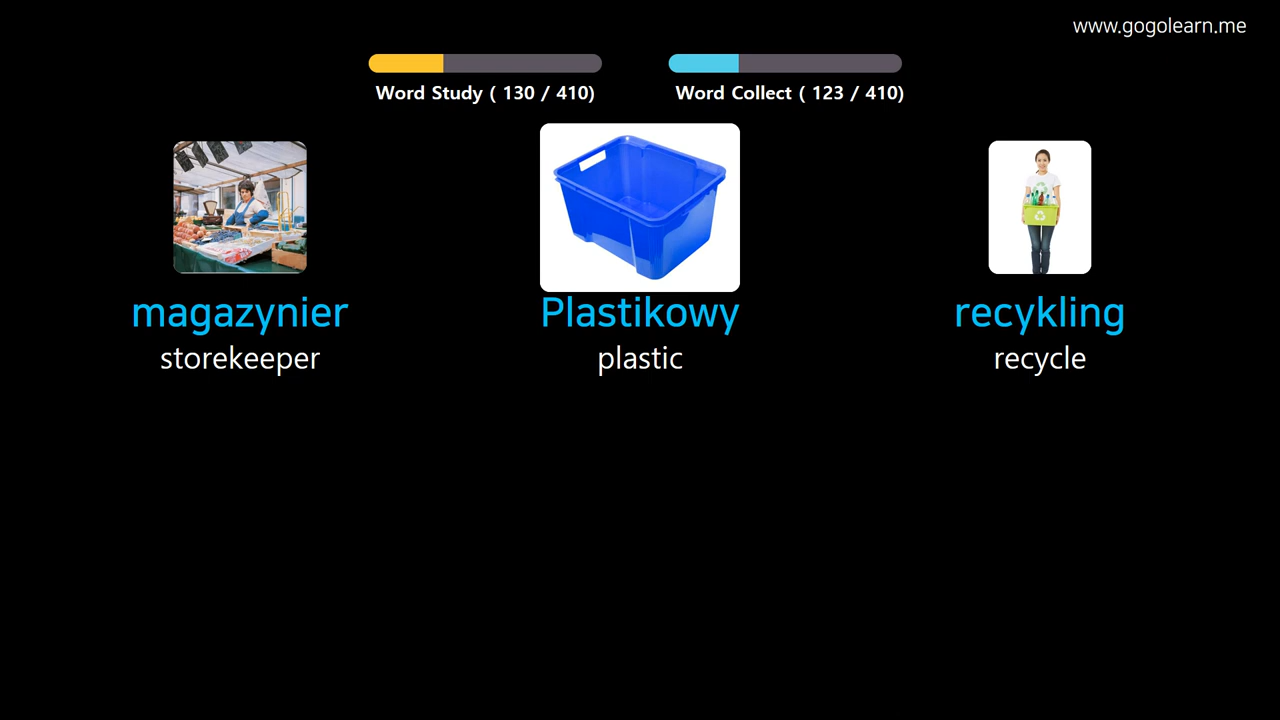 www.gogolearn.me
Word Study ( 130 / 410)
Word Collect ( 123 / 410)
magazynier
storekeeper
Plastikowy
plastic
recykling
recycle